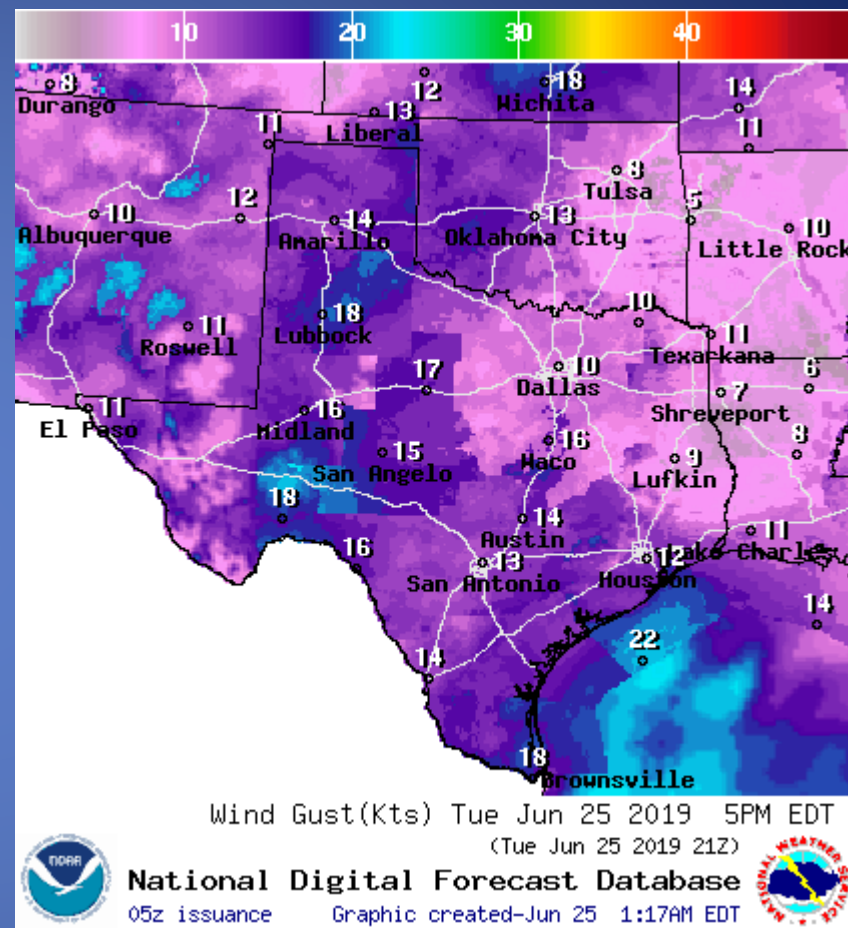 10 20 30 40
8
Durango
12
18
Wichita
14
13
Liberal
11
11
8
Tulsa
10
Albuquerque
12
14
Amarillo
13
Oklahoma City
5
10
Little Rock
11
Roswell
18
Lubbock
10
11
Texarkana
10
Dallas
17
7
Shreveport
6
11
El Paso
16
Midland
15
San Angelo
16
Waco
9
Lufkin
8
18
14
Austin
11
Lake Charles
16
13
San Antonio
12
Houston
14
22
14
18
Brownsville
Wind Gust(Kts) Tue Jun 25 2019 5PM EDT
(Tue Jun 25 2019 21Z)
National Digital Forecast Database
05z issuance Graphic created-Jun 25 1:17AM EDT
NOAA
NATIONAL WEATHER SERVICE